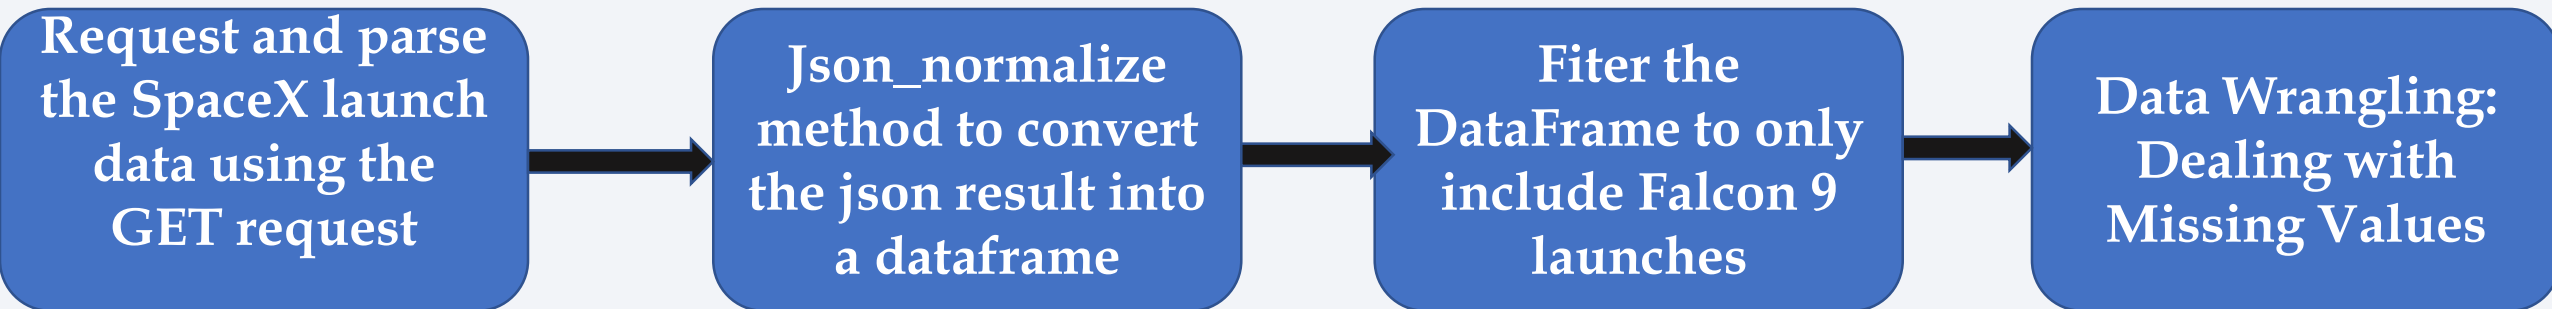 Request and parse
the SpaceX launch
data using the
GET request
Json_normalize
method to convert
the json result into
a dataframe
Fiter the
DataFrame to only
include Falcon 9
launches
Data Wrangling:
Dealing with
Missing Values